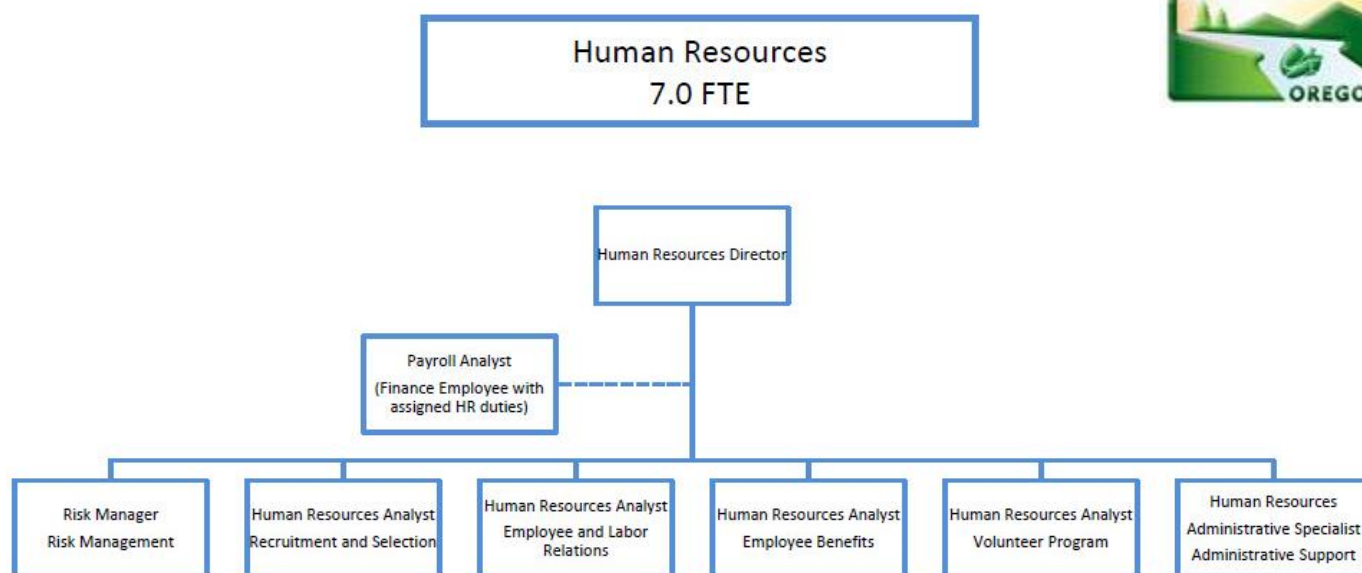 Human Resources
7.0 FTE
OREGO
Human Resources Director
Payroll Analyst
(Finance Employee with
assigned HR duties)
Risk Manager
Risk Management
Human Resources Analyst
Recruitment and Selection
Human Resources Analyst
Employee and Labor
Relations
Human Resources Analyst
Employee Benefits
Human Resources Analyst
Volunteer Program
Human Resources
Administrative Specialist
Administrative Support